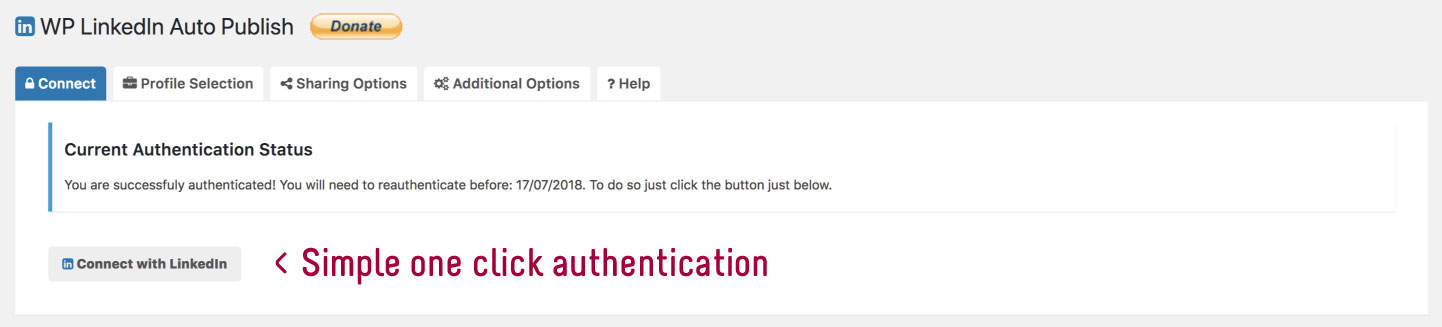 in WP LinkedIn Auto Publish Donate
Connect Profile Selection Sharing Options Additional Options ? Help
Current Authentication Status
You are successfuly authenticated! You will need to reauthenticate before: 17/07/2018. To do so just click the button just below.
in Connect with LinkedIn < Simple one click authentication